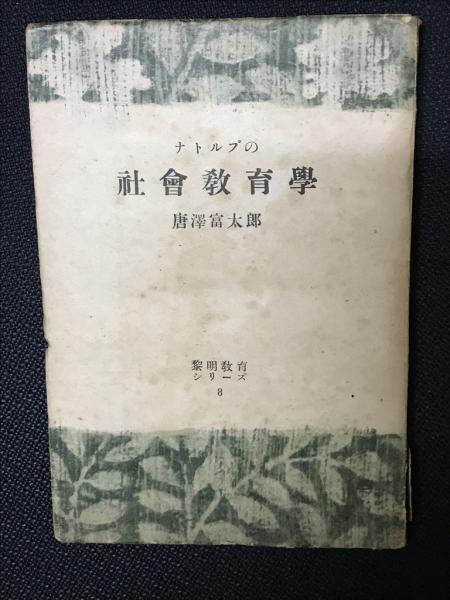 ナトルプの
社會教育學
唐澤富太郎
黎明教育
シリーズ
8